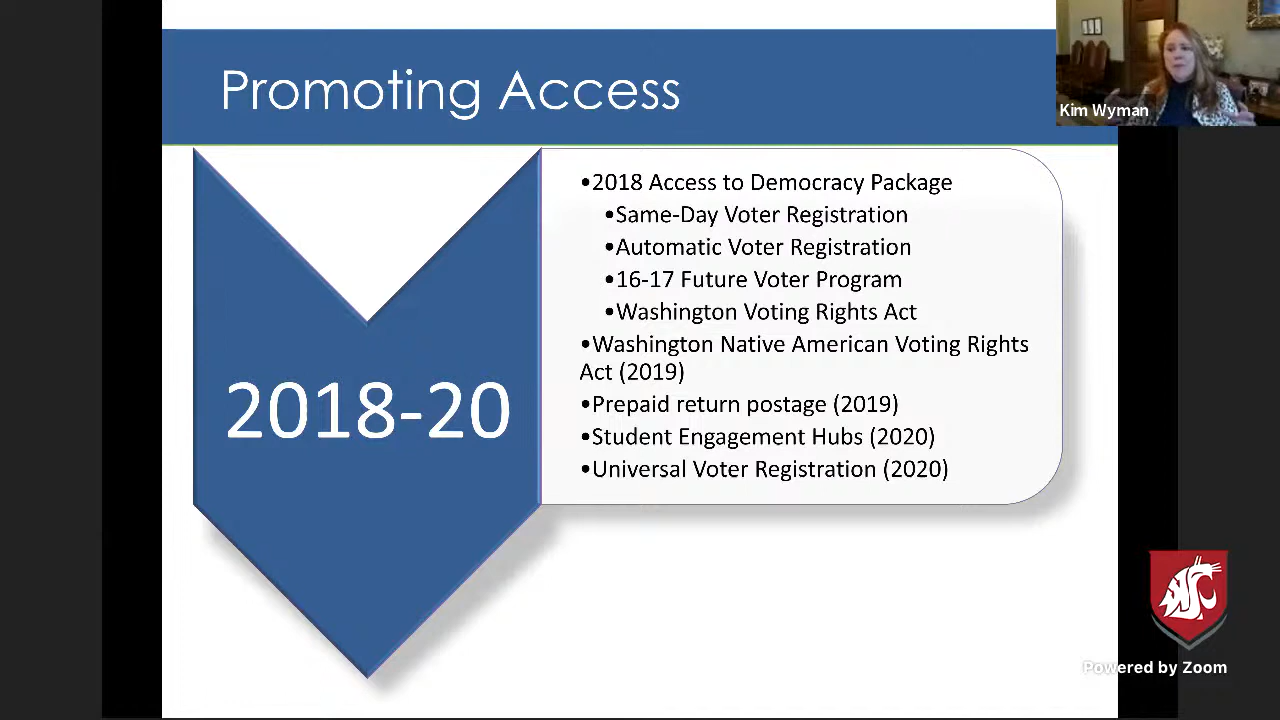 Promoting Access
Kim Wyman
2018-20
•2018 Access to Democracy Package
•Same-Day Voter Registration
•Automatic Voter Registration
•16-17 Future Voter Program
•Washington Voting Rights Act
•Washington Native American Voting Rights
Act (2019)
•Prepaid return postage (2019)
•Student Engagement Hubs (2020)
•Universal Voter Registration (2020)
Powered by Zoom